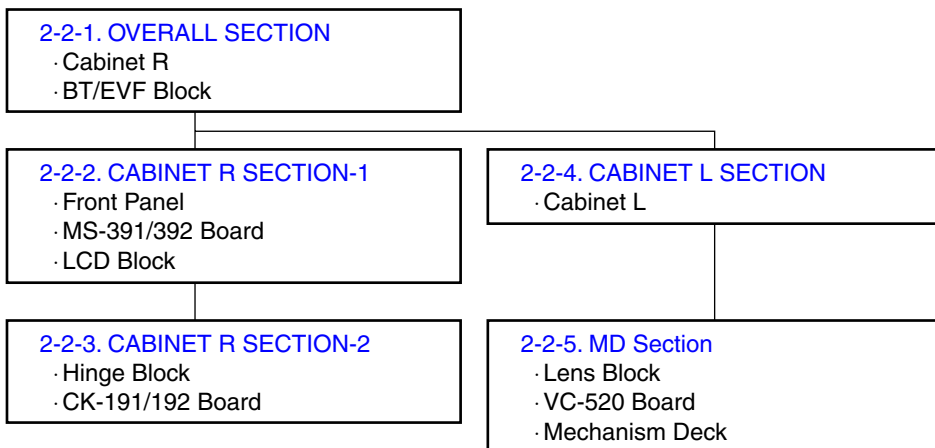 2-2-1. OVERALL SECTION
· Cabinet R
· BT/EVF Block
2-2-2. CABINET R SECTION-1
· Front Panel
· MS-391/392 Board
· LCD Block
2-2-4. CABINET L SECTION
· Cabinet L
2-2-3. CABINET R SECTION-2
· Hinge Block
· CK-191/192 Board
2-2-5. MD Section
· Lens Block
· VC-520 Board
· Mechanism Deck